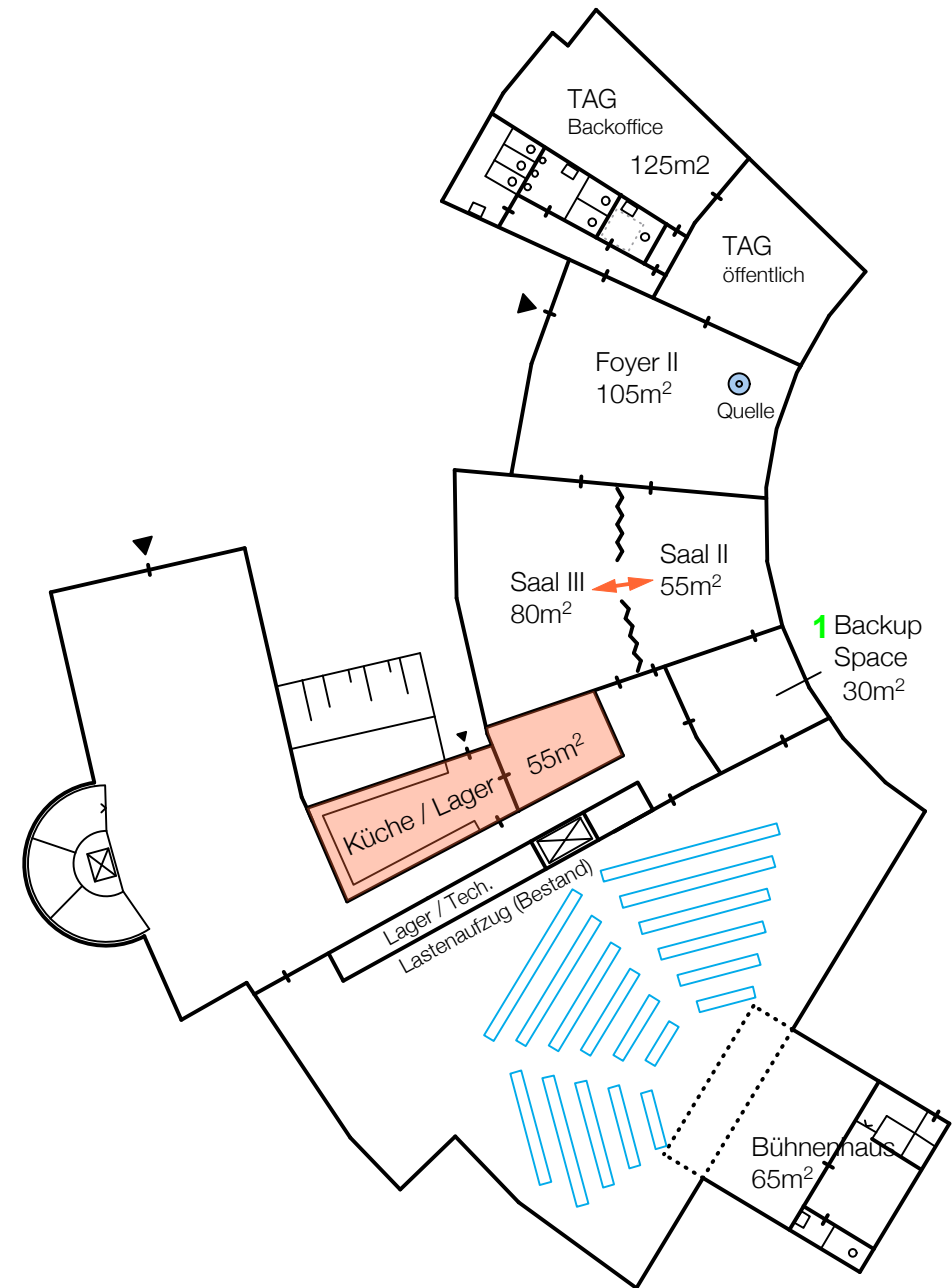 TAG
Backoffice
125m2
TAG
öffentlich
Foyer II
105m²
Quelle
Saal II
55m²
Saal III
80m²
1 Backup
Space
30m²
55m²
Küche / Lager
Lager / Tech.
Lastenaufzug (Bestand)
Bühnenhaus
65m²